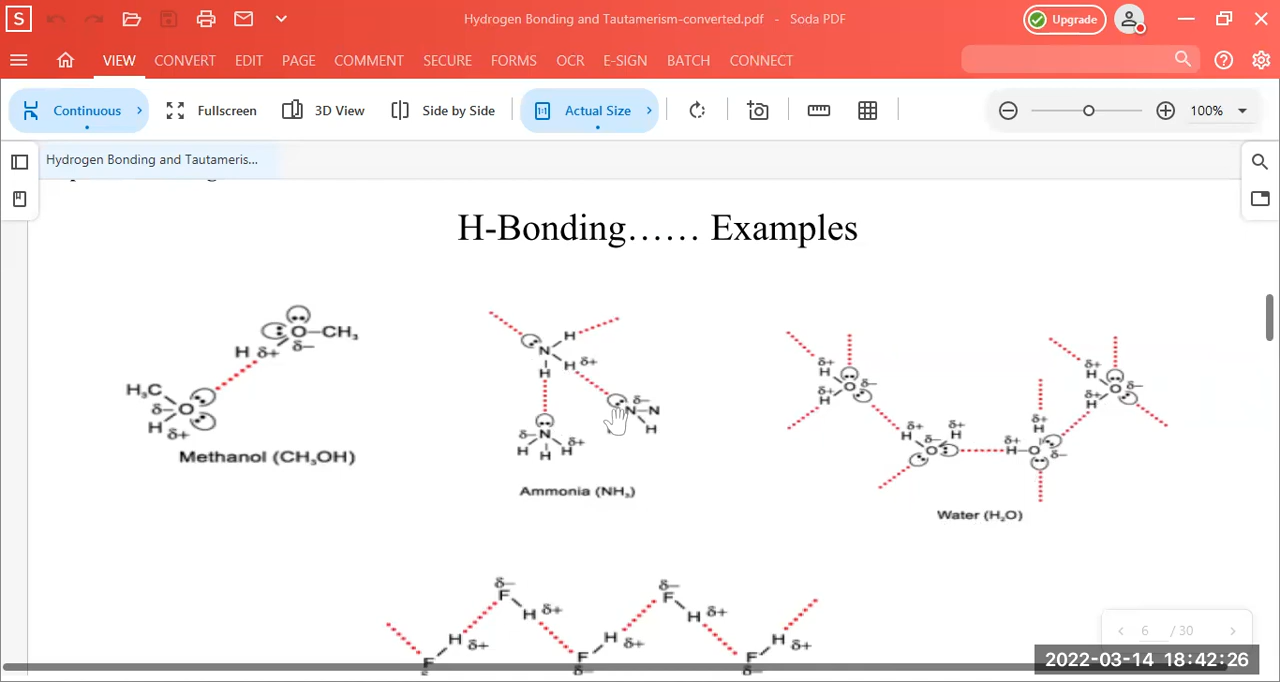 S Hydrogen Bonding and Tautamerism-converted.pdf - Soda PDF Upgrade
VIEW CONVERT EDIT PAGE COMMENT SECURE FORMS OCR E-SIGN BATCH CONNECT
Continuous Fullscreen 3D View Side by Side Actual Size 100%
Hydrogen Bonding and Tautameris...
H-Bonding...... Examples
O—CH₃
H δ+ δ–
H₃C
δ– O
H δ+
Methanol (CH₃OH)
H
N
H δ+
H
δ–
N–N
H
δ– N δ+
H H H
Ammonia (NH₃)
δ+
H
δ+ O δ–
H
δ+ δ+
H δ– H
O
δ+
H
δ+
H–O δ–
δ+
H
δ+ O δ–
H
Water (H₂O)
δ–
F
H δ+
δ–
F
H δ+
H δ+
F
H δ+
F
δ–
H δ+
F
δ–
6 / 30
2022-03-14 18:42:26